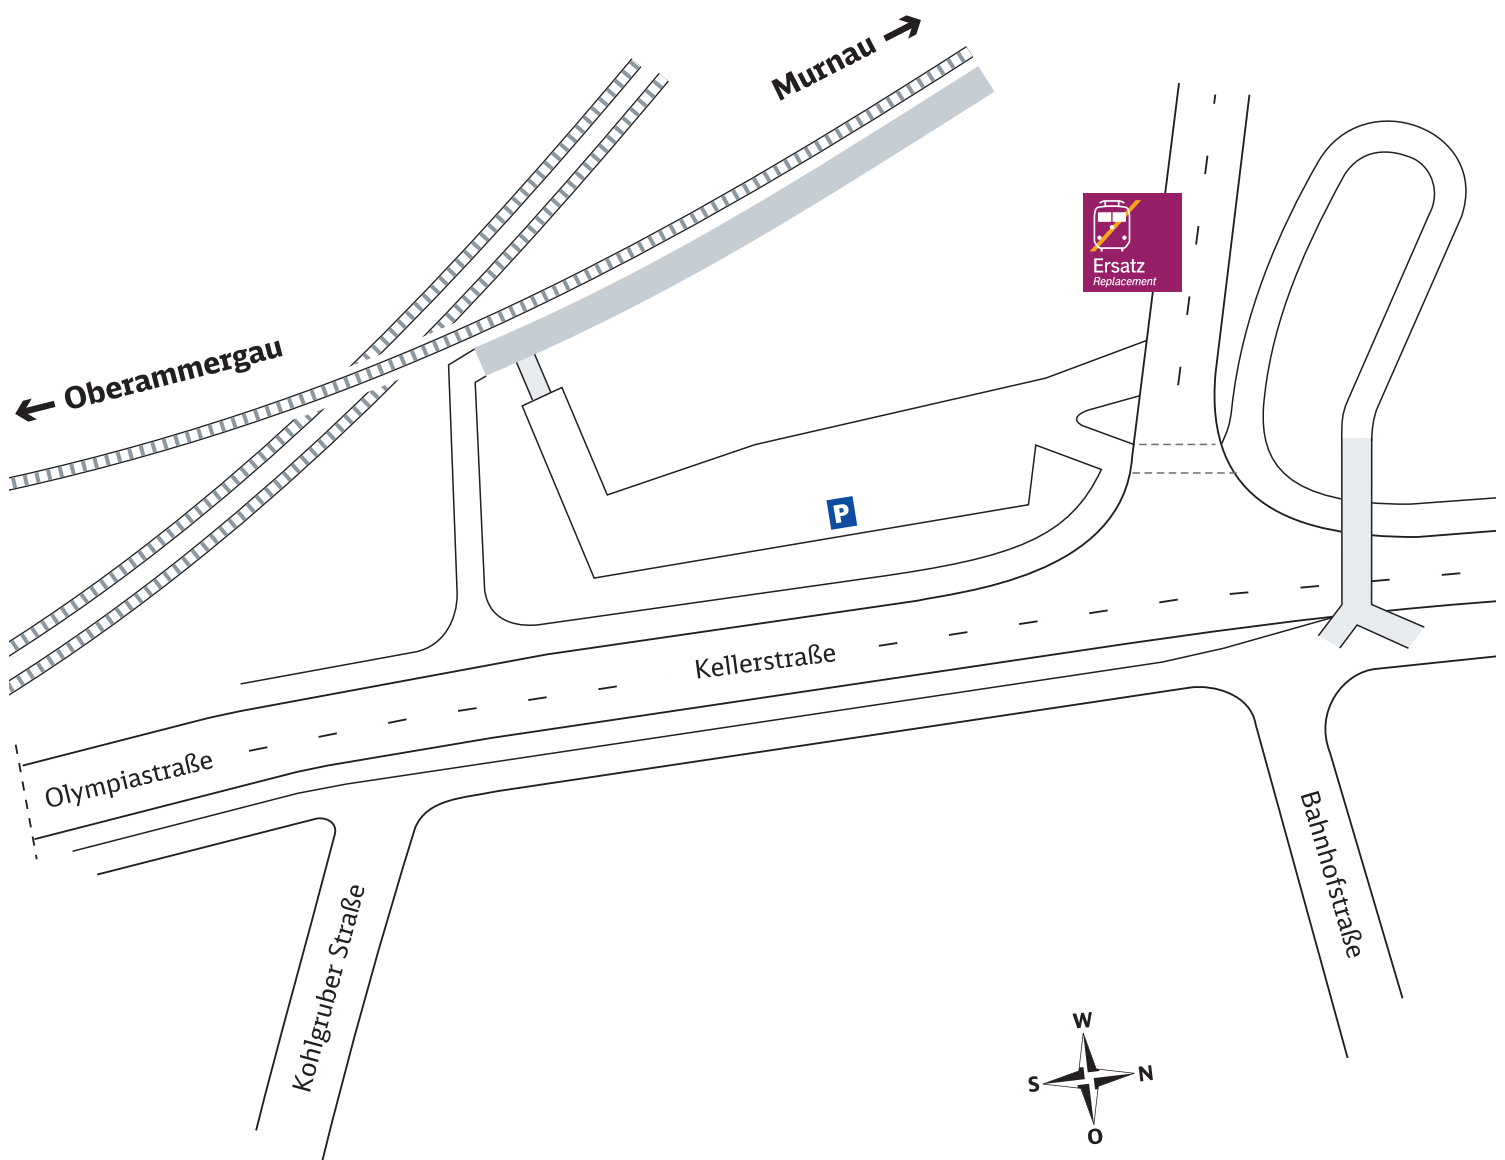 Murnau
Oberammergau
Ersatz
Replacement
P
Kellerstraße
Olympiastraße
Kohlgruber Straße
Bahnhofstraße
W
S
N
O